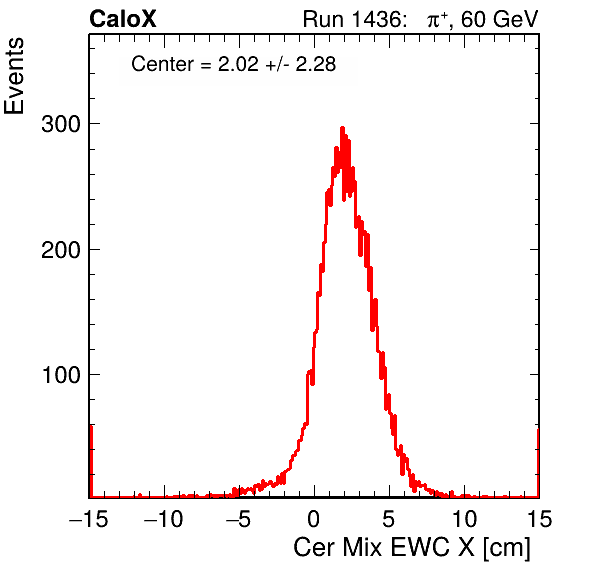 CaloX Run 1436: π⁺, 60 GeV
Center = 2.02 +/- 2.28
Events
300
200
100
−15 −10 −5 0 5 10 15
Cer Mix EWC X [cm]